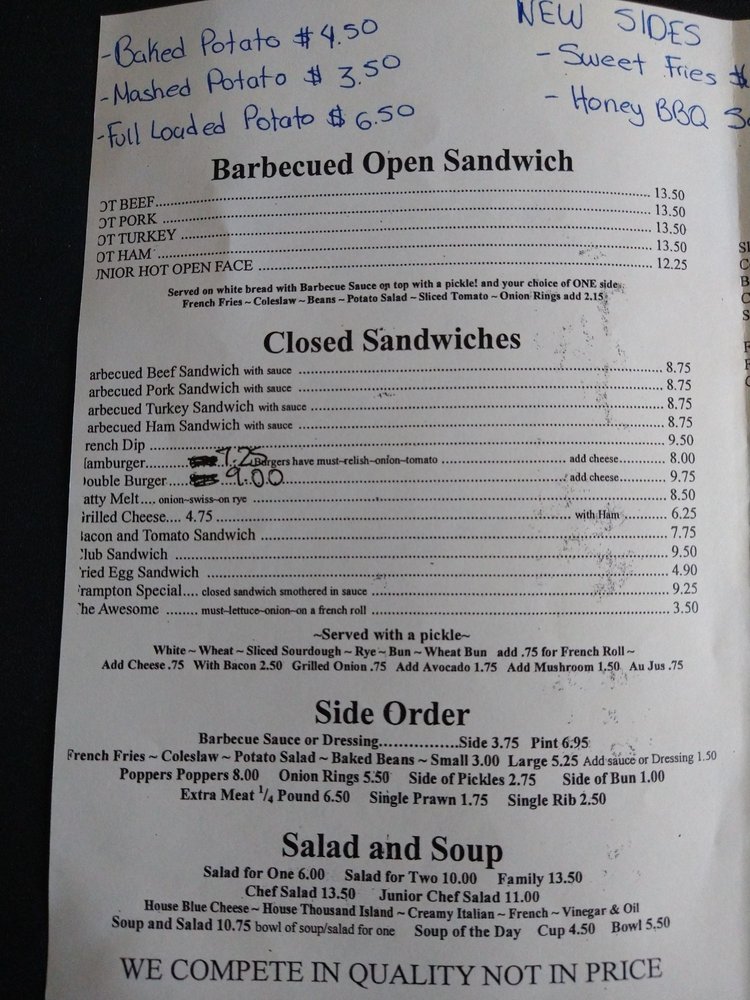 -Baked Potato $4.50
-Mashed Potato $ 3.50
-Full Loaded Potato $ 6.50
NEW SIDES
- Sweet Fries $
- Honey BBQ
Barbecued Open Sandwich
OT BEEF 13.50
OT PORK 13.50
OT TURKEY 13.50
OT HAM 13.50
UNIOR HOT OPEN FACE 12.25
Served on white bread with Barbecue Sauce on top with a pickle! and your choice of ONE side
French Fries ~ Coleslaw ~ Beans ~ Potato Salad ~ Sliced Tomato ~ Onion Rings add 2.15
Closed Sandwiches
arbecued Beef Sandwich with sauce 8.75
arbecued Pork Sandwich with sauce 8.75
arbecued Turkey Sandwich with sauce 8.75
arbecued Ham Sandwich with sauce 8.75
rench Dip 9.50
amburger 7.25 Burgers have must~relish~onion~tomato add cheese 8.00
ouble Burger 9.00 add cheese 9.75
atty Melt.... onion~swiss~on rye 8.50
rilled Cheese.... 4.75 with Ham 6.25
acon and Tomato Sandwich 7.75
lub Sandwich 9.50
ried Egg Sandwich 4.90
rampton Special.... closed sandwich smothered in sauce 9.25
he Awesome ........ must~lettuce~onion~on a french roll 3.50
~Served with a pickle~
White ~ Wheat ~ Sliced Sourdough ~ Rye ~ Bun ~ Wheat Bun add .75 for French Roll ~
Add Cheese .75 With Bacon 2.50 Grilled Onion .75 Add Avocado 1.75 Add Mushroom 1.50 Au Jus .75
Side Order
Barbecue Sauce or Dressing................Side 3.75 Pint 6.95
French Fries ~ Coleslaw ~ Potato Salad ~ Baked Beans ~ Small 3.00 Large 5.25 Add sauce or Dressing 1.50
Poppers Poppers 8.00 Onion Rings 5.50 Side of Pickles 2.75 Side of Bun 1.00
Extra Meat 1/4 Pound 6.50 Single Prawn 1.75 Single Rib 2.50
Salad and Soup
Salad for One 6.00 Salad for Two 10.00 Family 13.50
Chef Salad 13.50 Junior Chef Salad 11.00
House Blue Cheese ~ House Thousand Island ~ Creamy Italian ~ French ~ Vinegar & Oil
Soup and Salad 10.75 bowl of soup/salad for one Soup of the Day Cup 4.50 Bowl 5.50
WE COMPETE IN QUALITY NOT IN PRICE